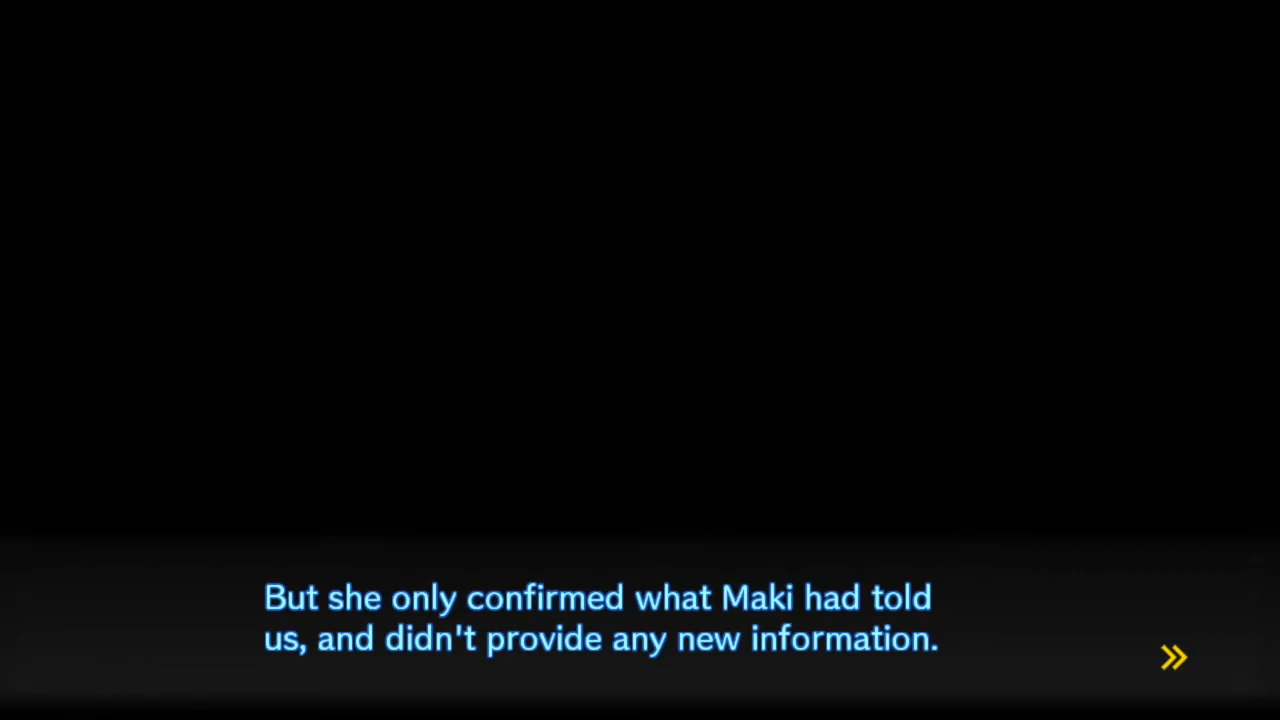 But she only confirmed what Maki had told
us, and didn't provide any new information.